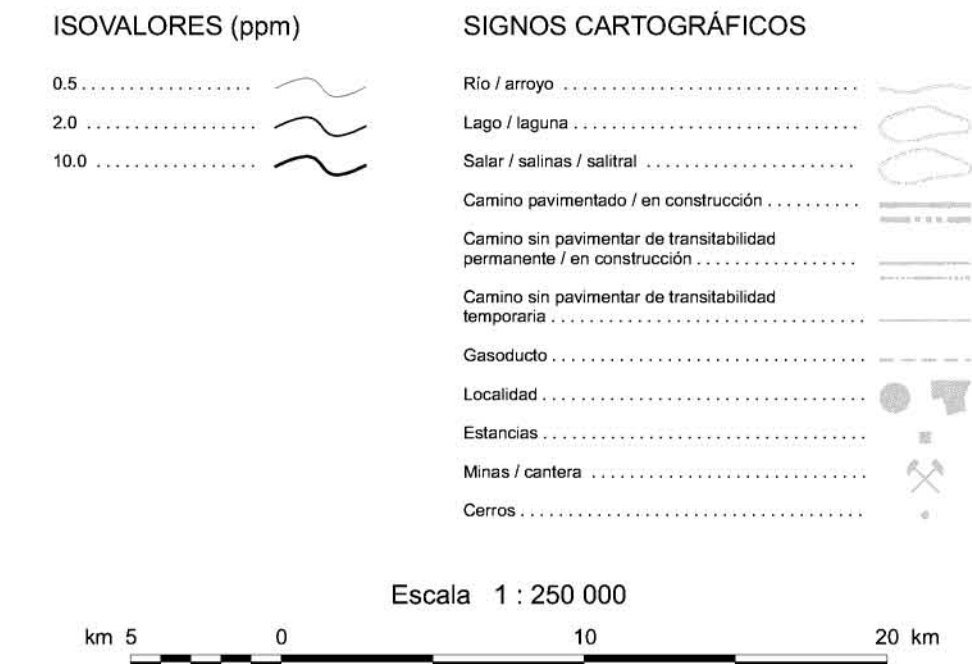 ISOVALORES (ppm)
0.5 . . . . . . . . . . . . . . . . . .
2.0 . . . . . . . . . . . . . . . . . .
10.0 . . . . . . . . . . . . . . . . .
SIGNOS CARTOGRÁFICOS
Río / arroyo . . . . . . . . . . . . . . . . . . . . . . . . . . . . . . .
Lago / laguna . . . . . . . . . . . . . . . . . . . . . . . . . . . . . .
Salar / salinas / salitral . . . . . . . . . . . . . . . . . . . . . .
Camino pavimentado / en construcción . . . . . . . . . .
Camino sin pavimentar de transitabilidad
permanente / en construcción . . . . . . . . . . . . . . . . .
Camino sin pavimentar de transitabilidad
temporaria . . . . . . . . . . . . . . . . . . . . . . . . . . . . . . . . .
Gasoducto . . . . . . . . . . . . . . . . . . . . . . . . . . . . . . . . .
Localidad . . . . . . . . . . . . . . . . . . . . . . . . . . . . . . . . . .
Estancias . . . . . . . . . . . . . . . . . . . . . . . . . . . . . . . . . .
Minas / cantera . . . . . . . . . . . . . . . . . . . . . . . . . . . . .
Cerros . . . . . . . . . . . . . . . . . . . . . . . . . . . . . . . . . . . .
Escala 1 : 250 000
km 5 0 10 20 km